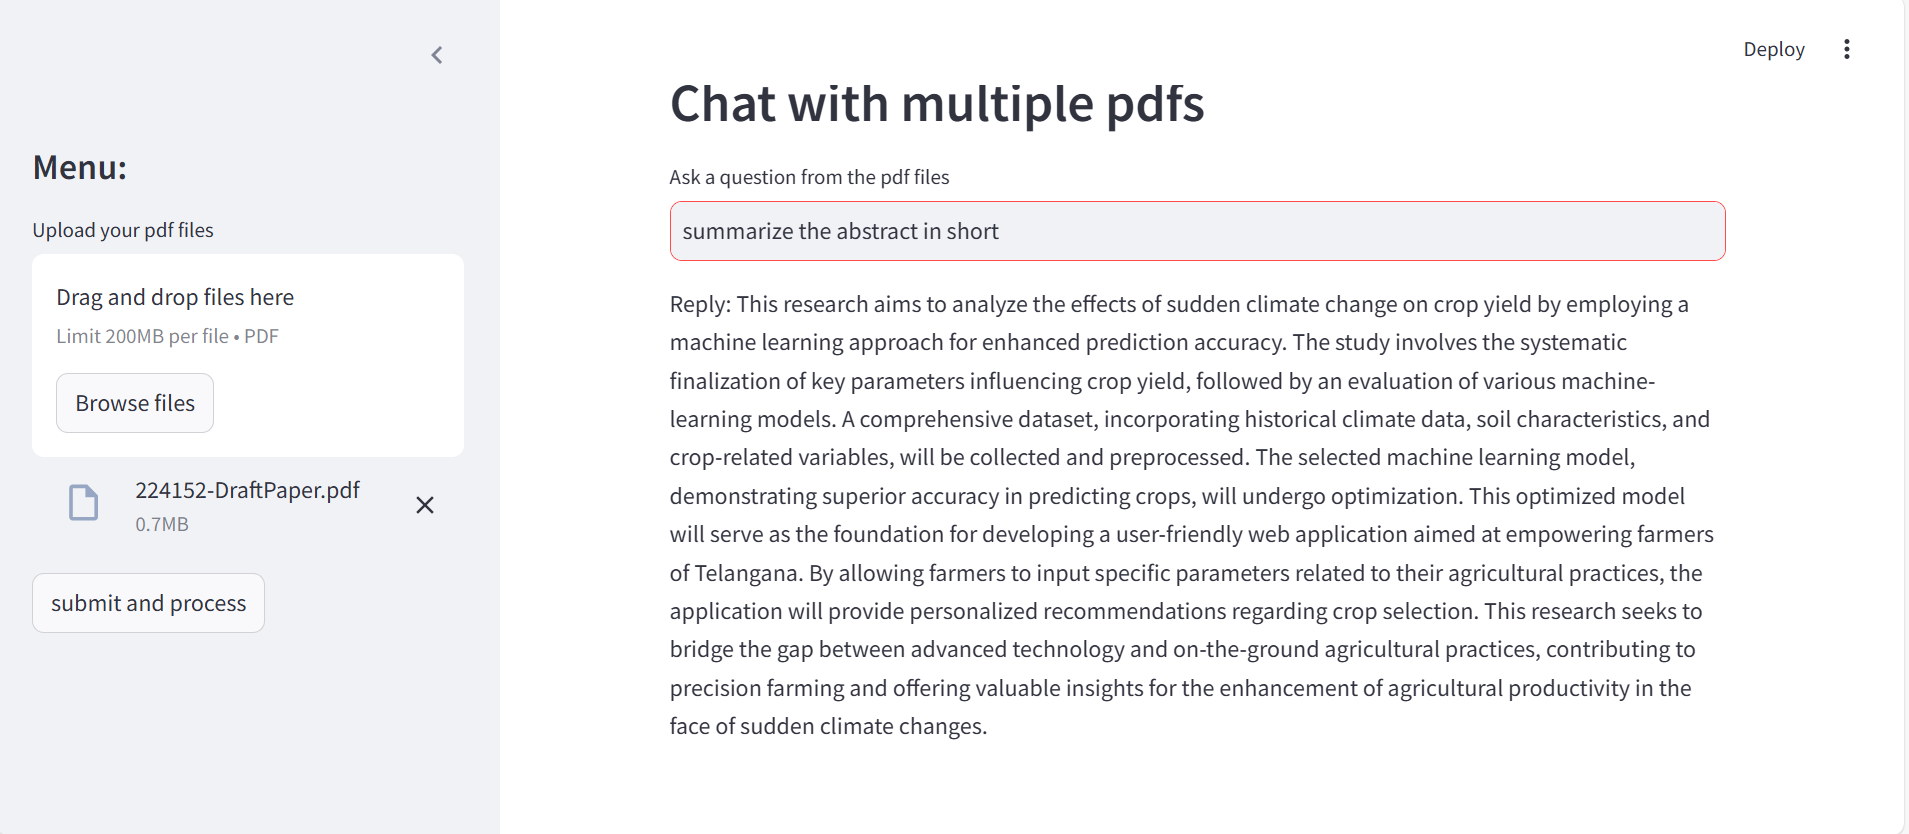 Deploy
Menu:
Upload your pdf files
Drag and drop files here
Limit 200MB per file • PDF
Browse files
224152-DraftPaper.pdf
0.7MB
submit and process
Chat with multiple pdfs
Ask a question from the pdf files
summarize the abstract in short
Reply: This research aims to analyze the effects of sudden climate change on crop yield by employing a
machine learning approach for enhanced prediction accuracy. The study involves the systematic
finalization of key parameters influencing crop yield, followed by an evaluation of various machine-
learning models. A comprehensive dataset, incorporating historical climate data, soil characteristics, and
crop-related variables, will be collected and preprocessed. The selected machine learning model,
demonstrating superior accuracy in predicting crops, will undergo optimization. This optimized model
will serve as the foundation for developing a user-friendly web application aimed at empowering farmers
of Telangana. By allowing farmers to input specific parameters related to their agricultural practices, the
application will provide personalized recommendations regarding crop selection. This research seeks to
bridge the gap between advanced technology and on-the-ground agricultural practices, contributing to
precision farming and offering valuable insights for the enhancement of agricultural productivity in the
face of sudden climate changes.